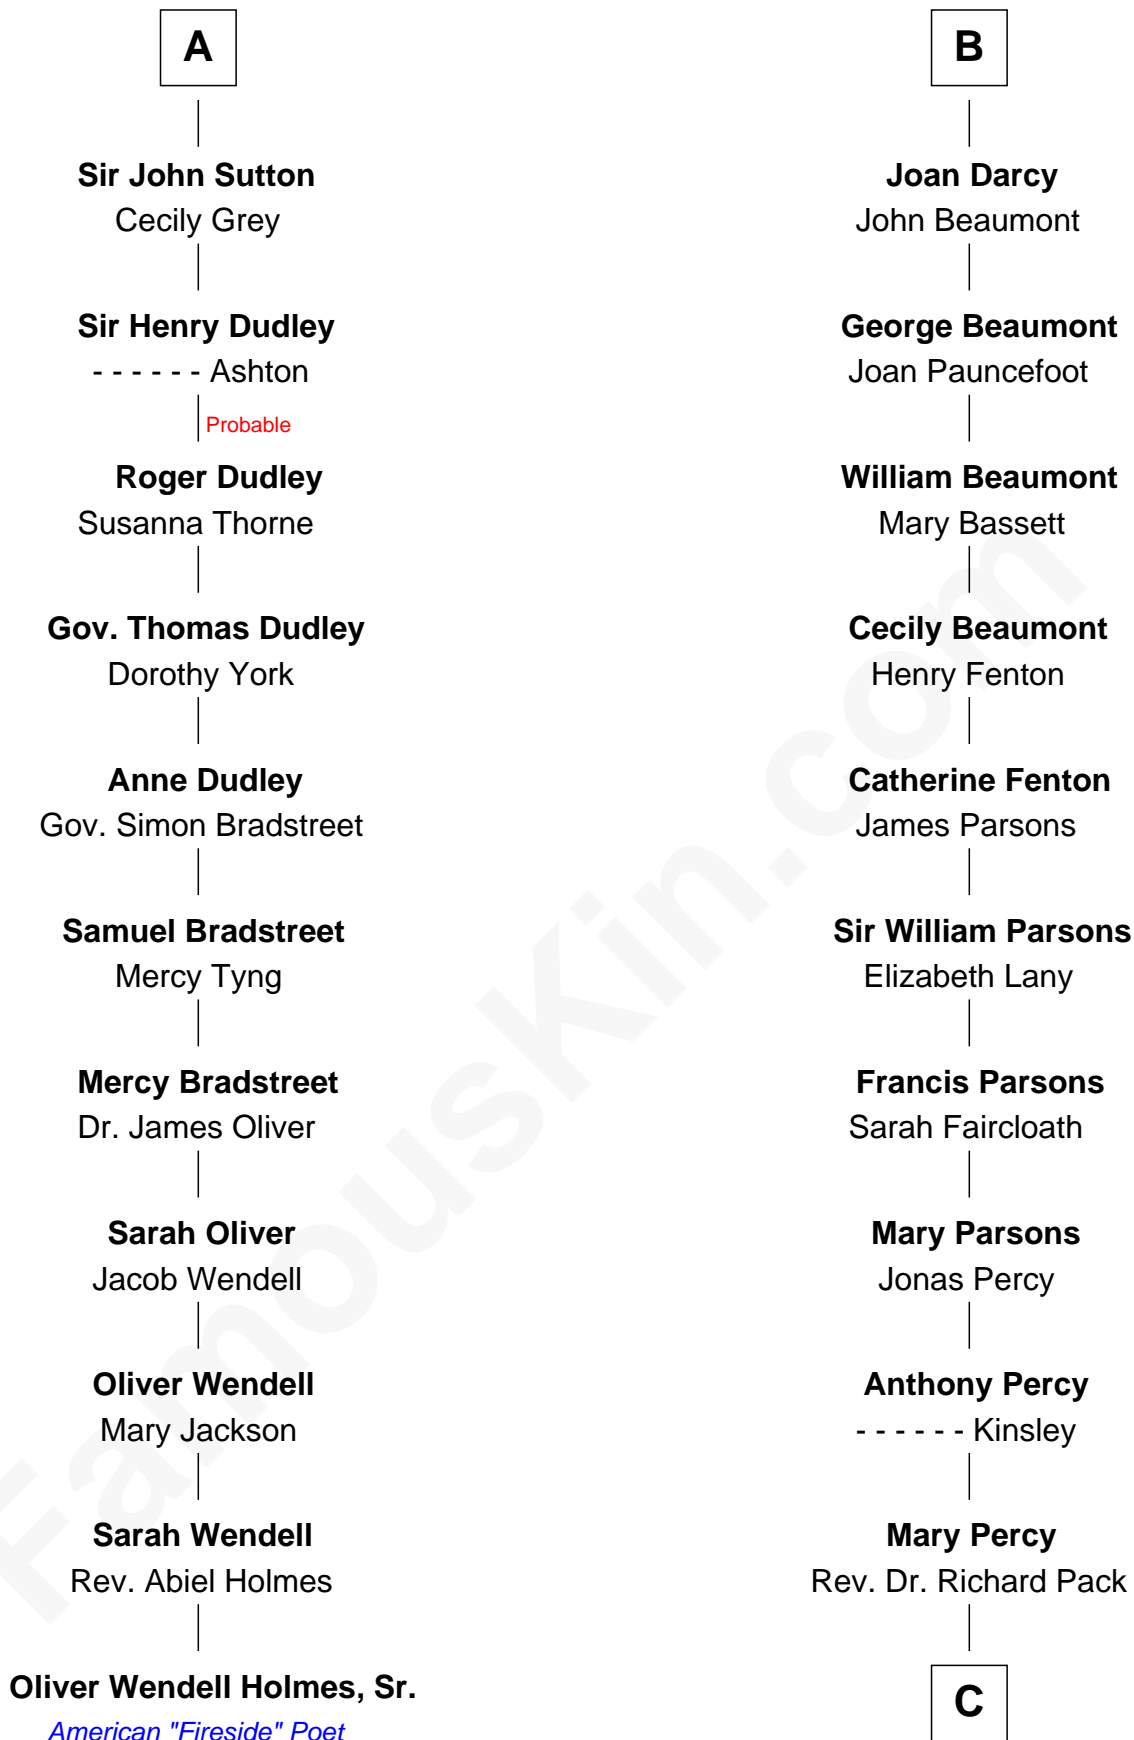 A
Sir John Sutton
Cecily Grey
Sir Henry Dudley
- - - - - - Ashton
Probable
Roger Dudley
Susanna Thorne
Gov. Thomas Dudley
Dorothy York
Anne Dudley
Gov. Simon Bradstreet
Samuel Bradstreet
Mercy Tyng
Mercy Bradstreet
Dr. James Oliver
Sarah Oliver
Jacob Wendell
Oliver Wendell
Mary Jackson
Sarah Wendell
Rev. Abiel Holmes
Oliver Wendell Holmes, Sr.
American "Fireside" Poet
B
Joan Darcy
John Beaumont
George Beaumont
Joan Pauncefoot
William Beaumont
Mary Bassett
Cecily Beaumont
Henry Fenton
Catherine Fenton
James Parsons
Sir William Parsons
Elizabeth Lany
Francis Parsons
Sarah Faircloath
Mary Parsons
Jonas Percy
Anthony Percy
- - - - - - Kinsley
Mary Percy
Rev. Dr. Richard Pack
C
FamousKin.com